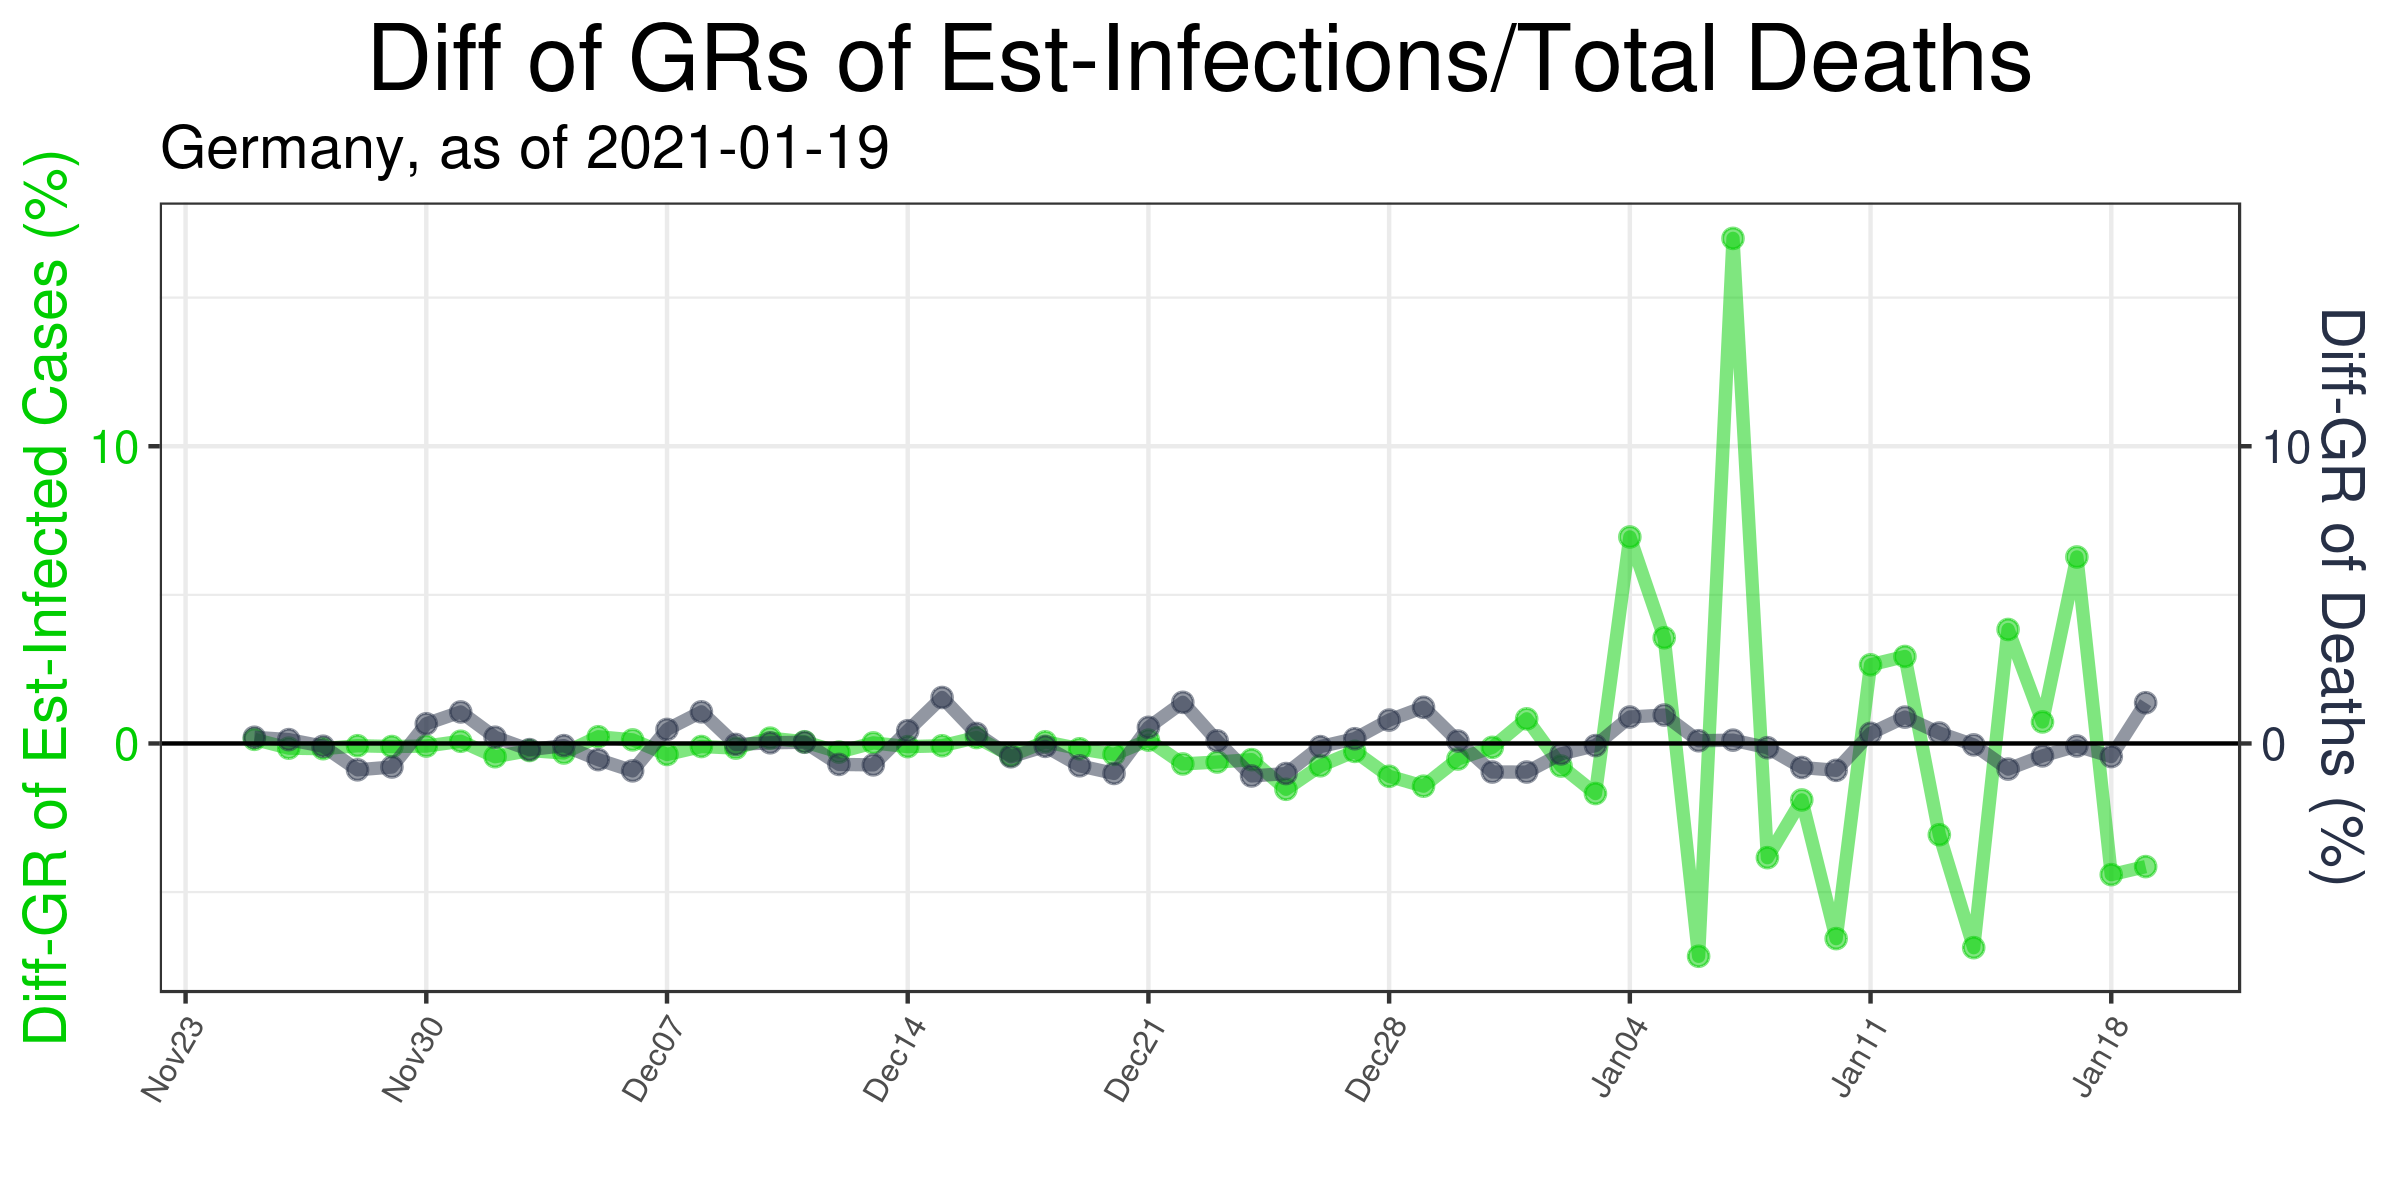 Diff of GRs of Est-Infections/Total Deaths
Germany, as of 2021-01-19
Diff-GR of Est-Infected Cases (%)
10
0
10
0
Diff-GR of Deaths (%)
Nov23
Nov30
Dec07
Dec14
Dec21
Dec28
Jan04
Jan11
Jan18